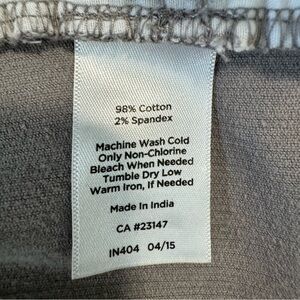 98% Cotton
2% Spandex
Machine Wash Cold
Only Non-Chlorine
Bleach When Needed
Tumble Dry Low
Warm Iron, If Needed
Made In India
CA #23147
IN404 04/15